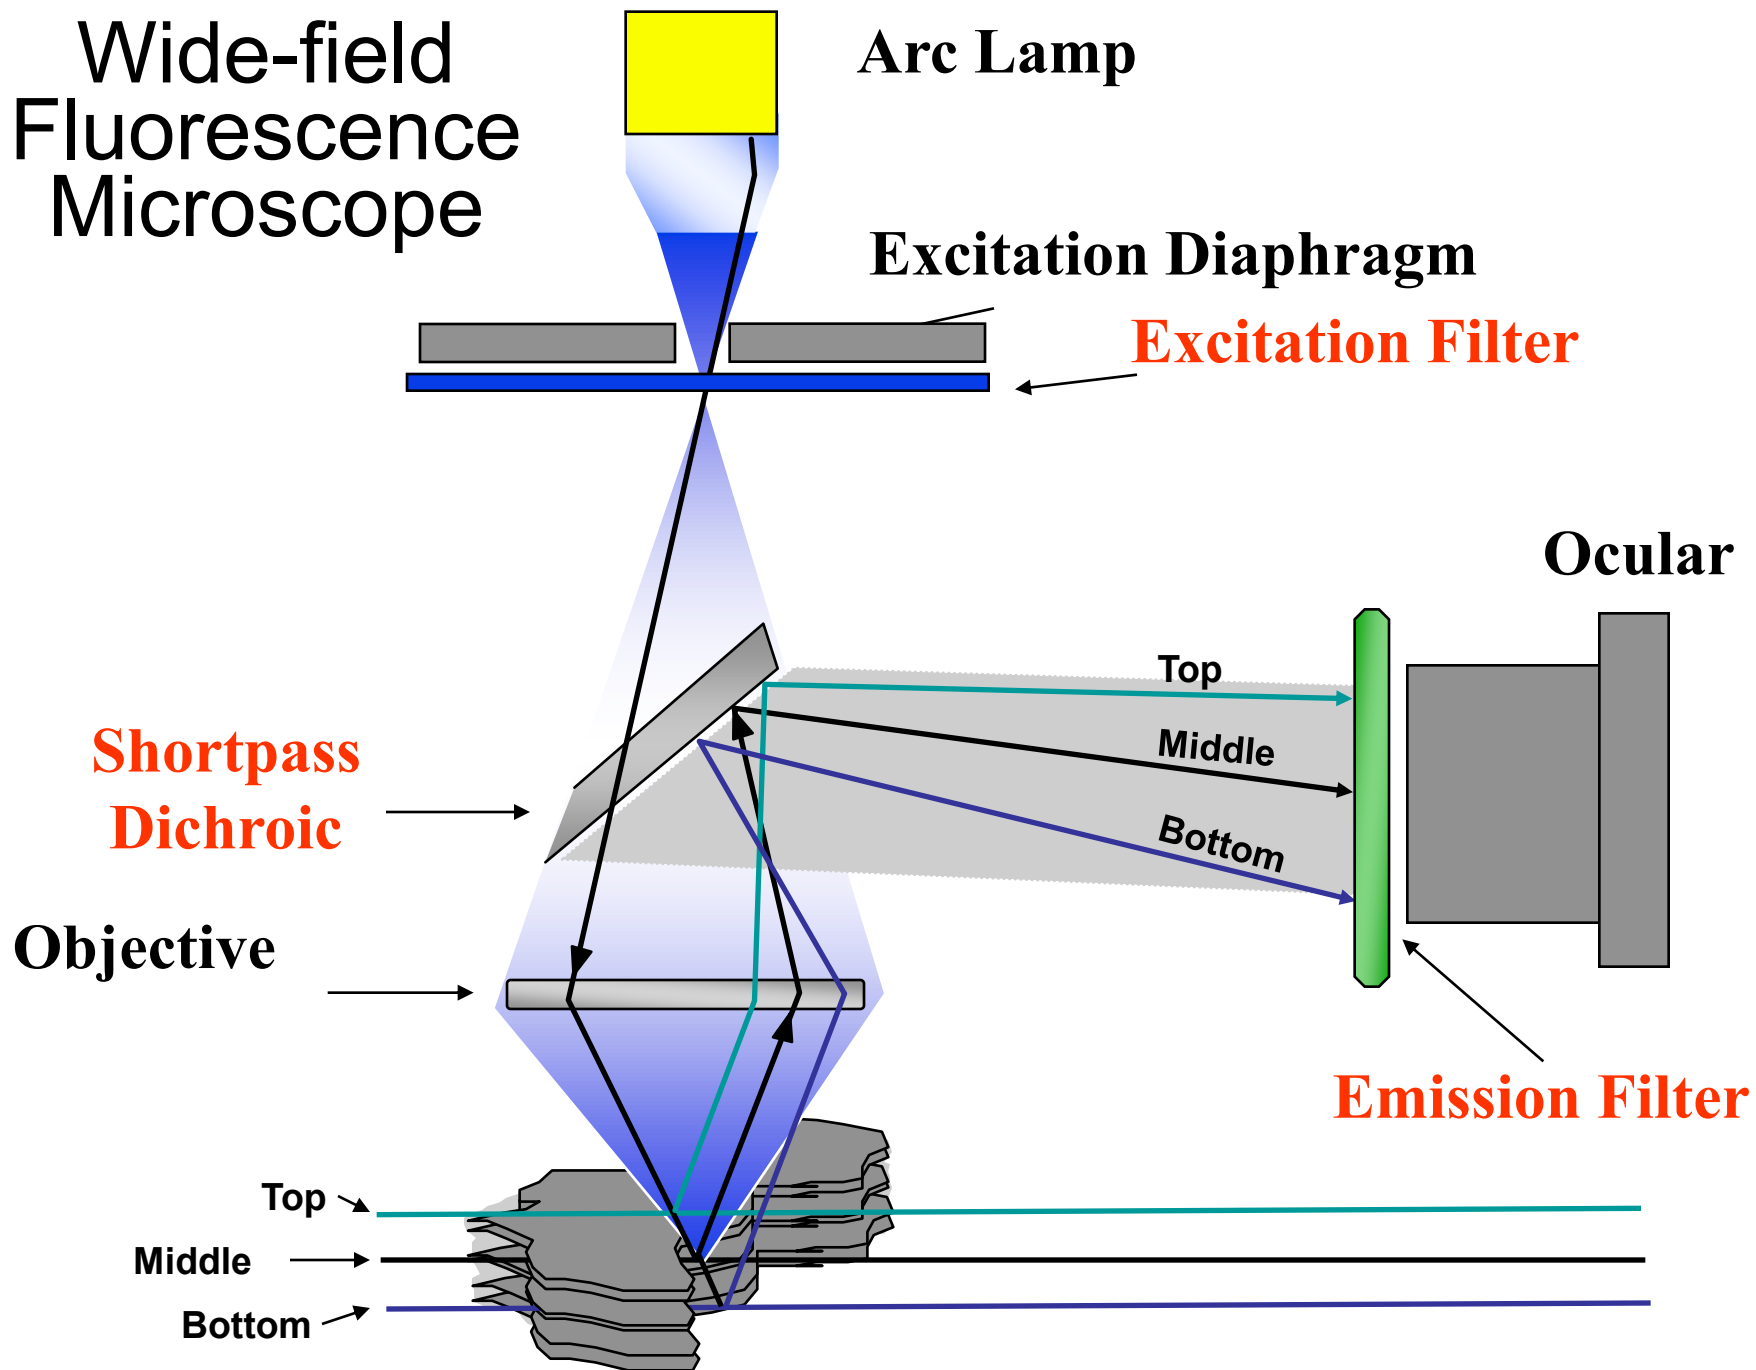 Wide-field
Fluorescence
Microscope
Arc Lamp
Excitation Diaphragm
Excitation Filter
Ocular
Top
Middle
Bottom
Shortpass
Dichroic
Objective
Emission Filter
Top
Middle
Bottom